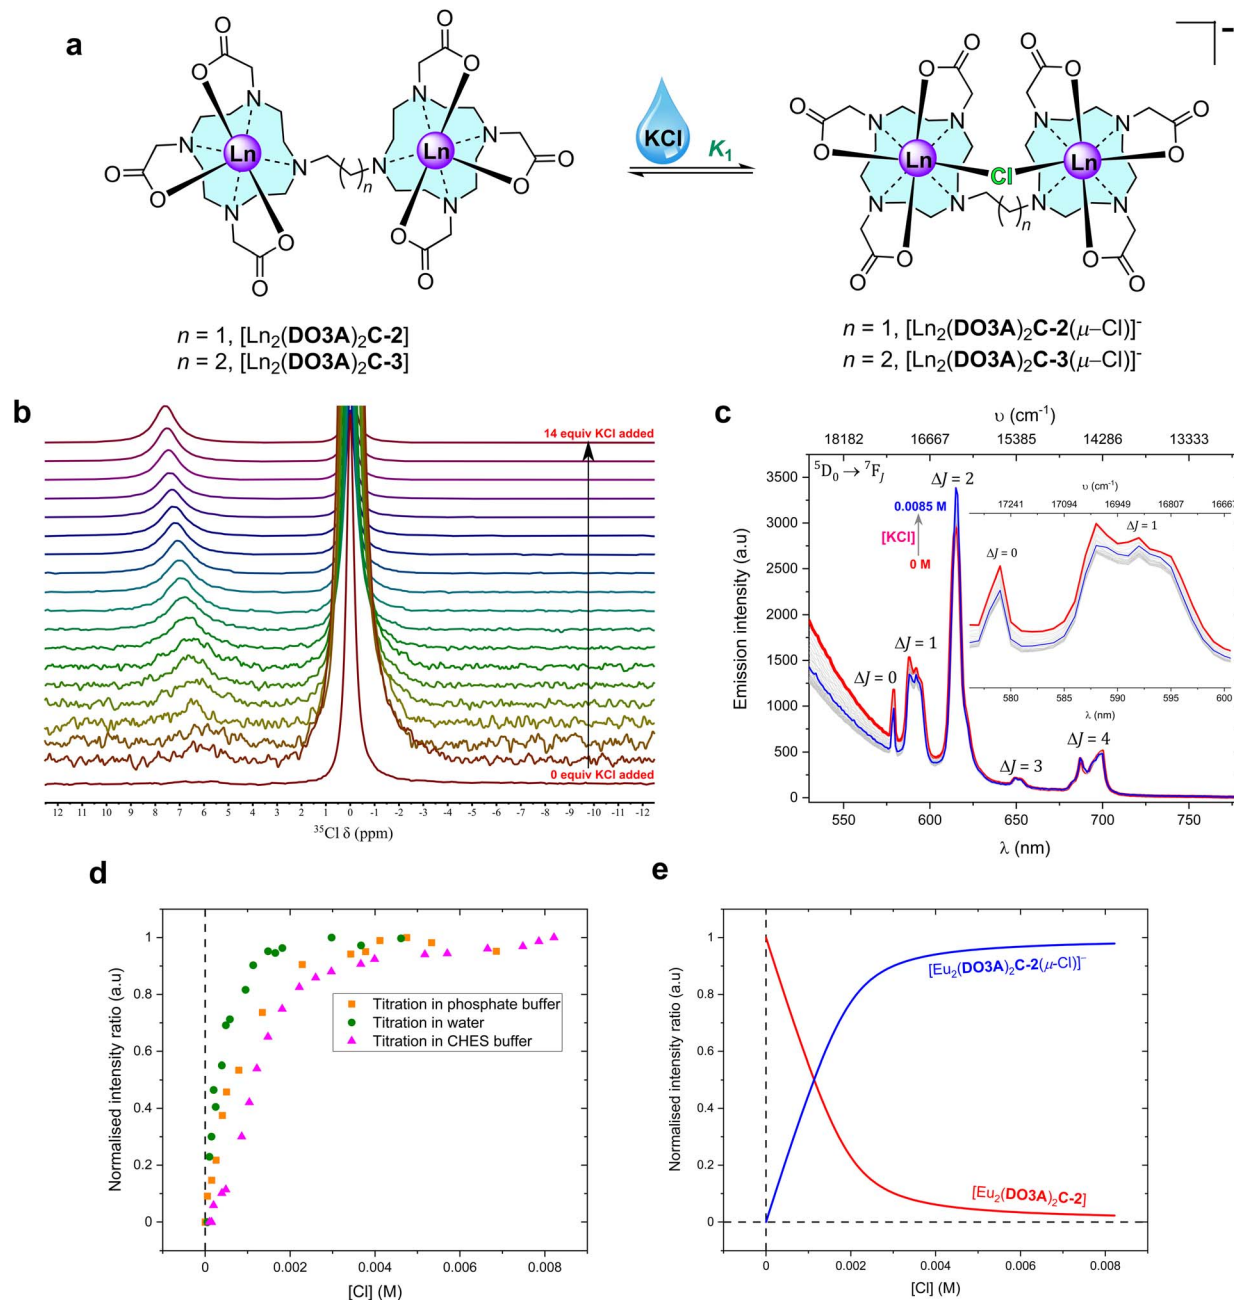 a
O
O
O
O
N
N
O
O
N
Ln
N
N
Ln
N
O
O
O
O
N
n
N
O
O
O
O
KCl
K₁
O
O
O
O
N
N
O
O
Ln
Cl
Ln
O
O
N
N
n
O
O
O
O
n = 1, [Ln₂(DO3A)₂C-2]
n = 2, [Ln₂(DO3A)₂C-3]
n = 1, [Ln₂(DO3A)₂C-2(μ–Cl)]⁻
n = 2, [Ln₂(DO3A)₂C-3(μ–Cl)]⁻
b
14 equiv KCl added
0 equiv KCl added
12 11 10 9 8 7 6 5 4 3 2 1 0 -1 -2 -3 -4 -5 -6 -7 -8 -9 -10 -11 -12
³⁵Cl δ (ppm)
c
υ (cm⁻¹)
18182 16667 15385 14286 13333
⁵D₀ → ⁷F_J
ΔJ = 2
0.0085 M
[KCl]
0 M
ΔJ = 1
ΔJ = 0
ΔJ = 3
ΔJ = 4
υ (cm⁻¹)
17241 17094 16949 16807 16667
ΔJ = 0
ΔJ = 1
580 585 590 595 600
λ (nm)
Emission intensity (a.u)
3500
3000
2500
2000
1500
1000
500
0
550 600 650 700 750
λ (nm)
d
Normalised intensity ratio (a.u)
1
0.8
0.6
0.4
0.2
0
Titration in phosphate buffer
Titration in water
Titration in CHES buffer
0 0.002 0.004 0.006 0.008
[Cl] (M)
e
Normalised intensity ratio (a.u)
1
0.8
0.6
0.4
0.2
0
[Eu₂(DO3A)₂C-2(μ-Cl)]⁻
[Eu₂(DO3A)₂C-2]
0 0.002 0.004 0.006 0.008
[Cl] (M)